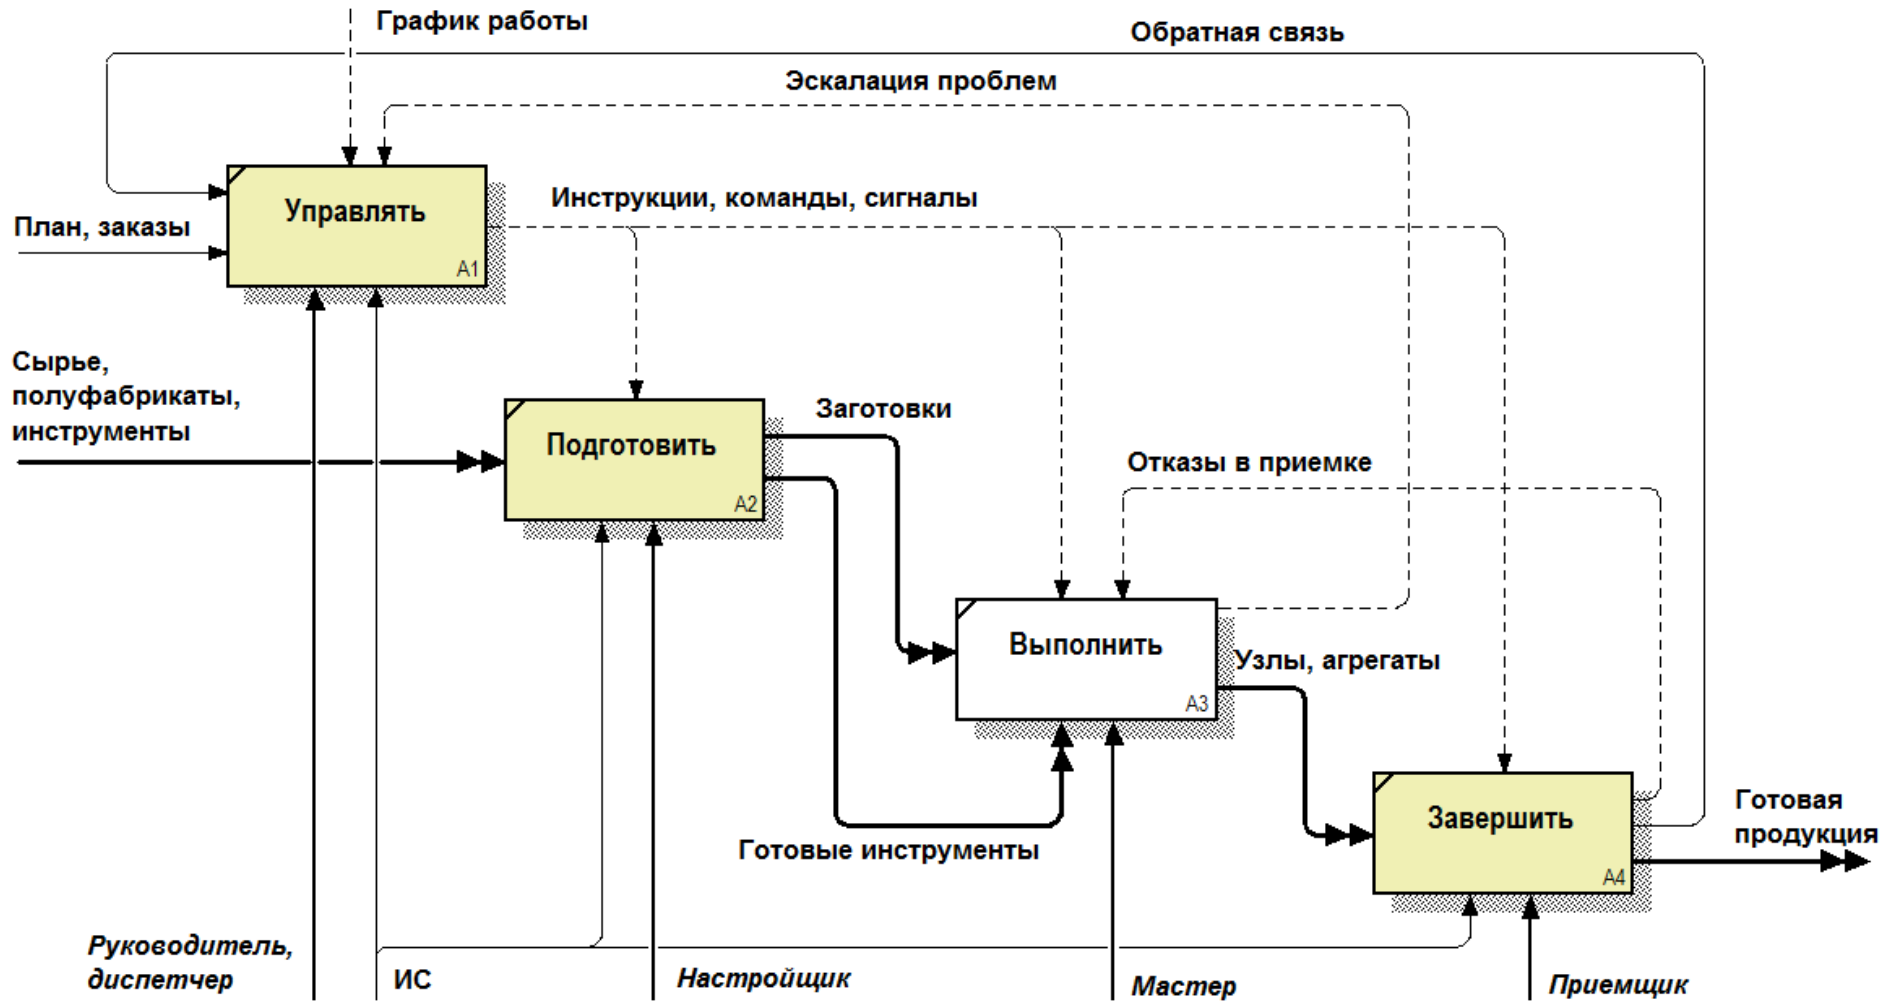 График работы
Обратная связь
Эскалация проблем
Управлять
A1
Инструкции, команды, сигналы
План, заказы
Сырье,
полуфабрикаты,
инструменты
Подготовить
A2
Заготовки
Отказы в приемке
Выполнить
A3
Узлы, агрегаты
Готовые инструменты
Завершить
A4
Готовая
продукция
Руководитель,
диспетчер
ИС
Настройщик
Мастер
Приемщик